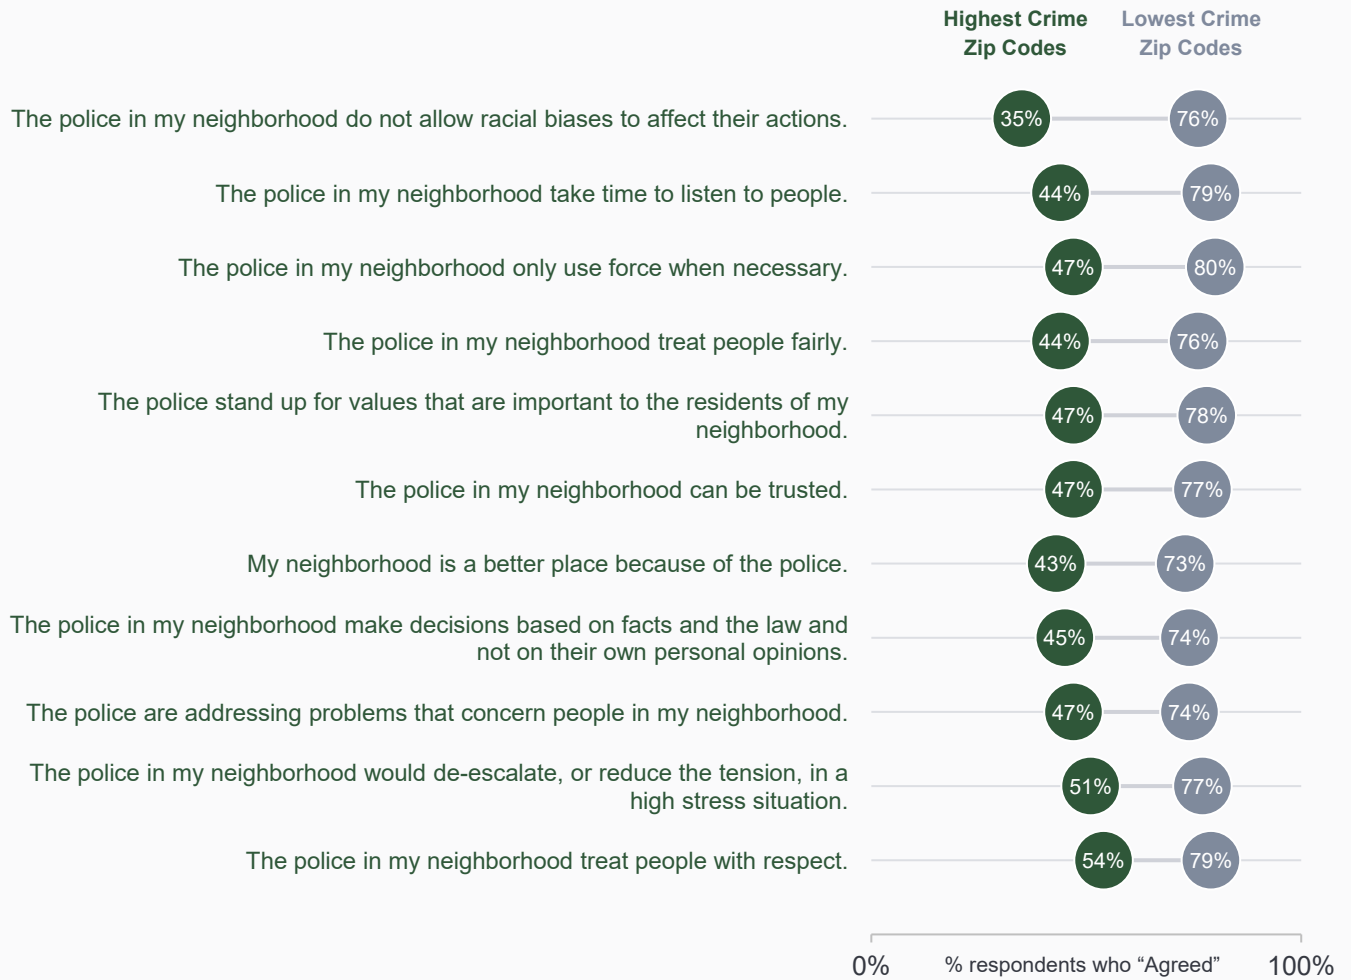 Highest Crime Lowest Crime
Zip Codes Zip Codes
The police in my neighborhood do not allow racial biases to affect their actions. 35% 76%
The police in my neighborhood take time to listen to people. 44% 79%
The police in my neighborhood only use force when necessary. 47% 80%
The police in my neighborhood treat people fairly. 44% 76%
The police stand up for values that are important to the residents of my
neighborhood. 47% 78%
The police in my neighborhood can be trusted. 47% 77%
My neighborhood is a better place because of the police. 43% 73%
The police in my neighborhood make decisions based on facts and the law and
not on their own personal opinions. 45% 74%
The police are addressing problems that concern people in my neighborhood. 47% 74%
The police in my neighborhood would de-escalate, or reduce the tension, in a
high stress situation. 51% 77%
The police in my neighborhood treat people with respect. 54% 79%
0% % respondents who “Agreed” 100%